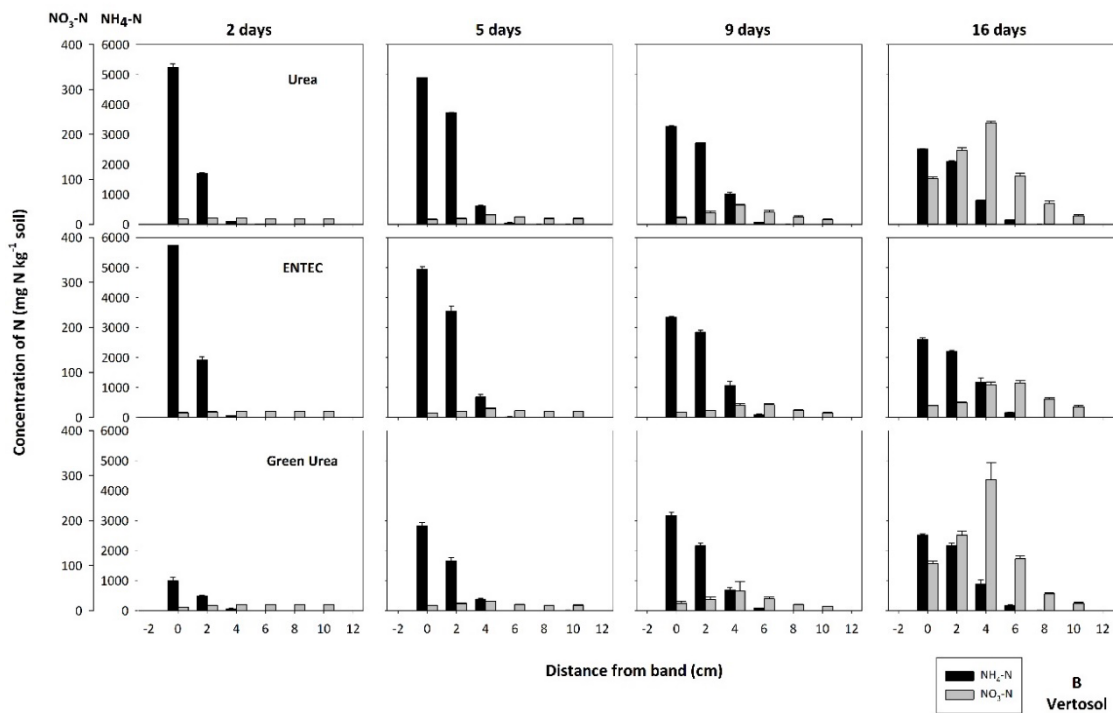 NO₃-N NH₄-N 2 days 5 days 9 days 16 days
400 6000
5000
300
4000
200 3000
2000
100
1000
0 0
Urea
400 6000
5000
300
4000
200 3000
2000
100
1000
0 0
ENTEC
400 6000
5000
300
4000
200 3000
2000
100
1000
0 0
Green Urea
Concentration of N (mg N kg⁻¹ soil)
-2 0 2 4 6 8 10 12 -2 0 2 4 6 8 10 12 -2 0 2 4 6 8 10 12 -2 0 2 4 6 8 10 12
Distance from band (cm)
NH₄-N
NO₃-N
B
Vertosol